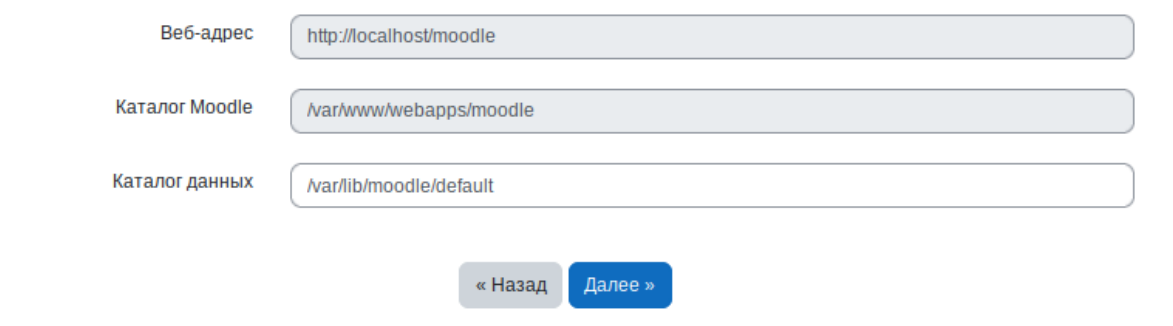 Веб-адрес http://localhost/moodle
Каталог Moodle /var/www/webapps/moodle
Каталог данных /var/lib/moodle/default
« Назад Далее »